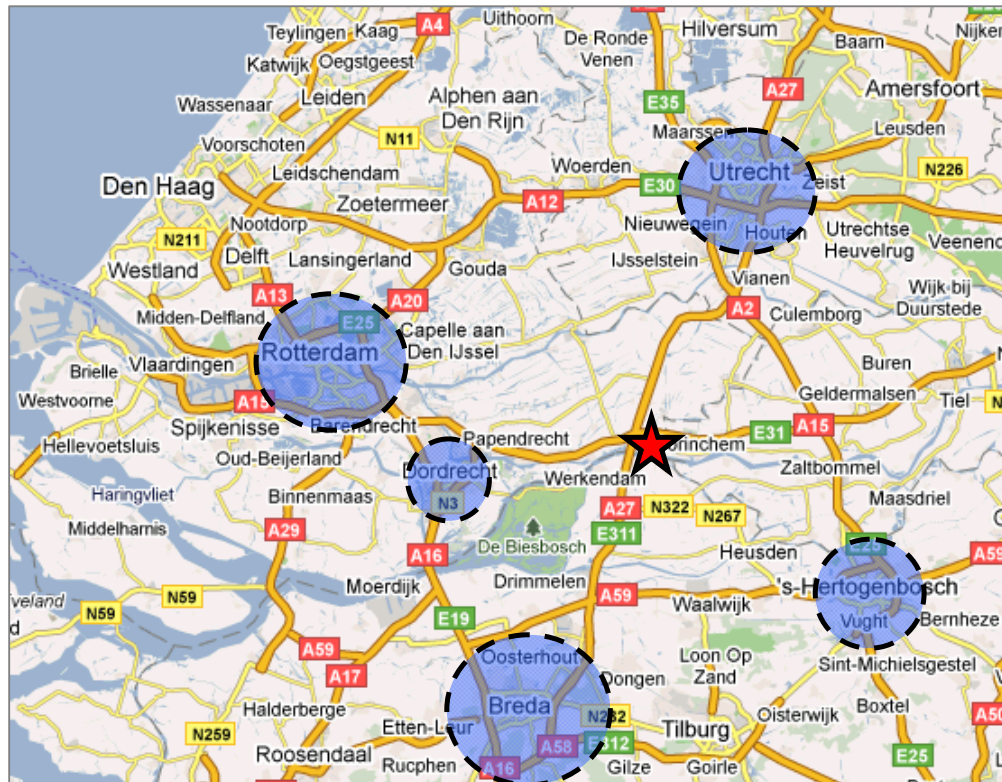 Teylingen
Kaag
A4
Uithoorn
De Ronde
Venen
Hilversum
Baarn
Katwijk
Oegstgeest
Leiden
Wassenaar
Alphen aan
Den Rijn
E35
A27
Amersfoort
Voorschoten
N11
Maarssen
Leusden
Leidschendam
Woerden
Utrecht
N226
Den Haag
Zoetermeer
A12
E30
Zeist
Nootdorp
Nieuwegein
Houten
Utrechtse
Heuvelrug
N211
Delft
Lansingerland
Gouda
IJsselstein
Vianen
Westland
A13
A20
A2
Wijk bij
Duurstede
Midden-Delfland
E25
Capelle aan
Den IJssel
Culemborg
Rotterdam
Vlaardingen
Buren
Brielle
Westvoorne
A15
Geldermalsen
Tiel
Spijkenisse
Barendrecht
Papendrecht
E31
A15
Hellevoetsluis
Oud-Beijerland
Dordrecht
Werkendam
Zaltbommel
Haringvliet
Binnenmaas
N3
A27
N322
N267
Maasdriel
Middelharnis
A29
A16
De Biesbosch
E311
Heusden
E25
A59
Moerdijk
Drimmelen
's-Hertogenbosch
N59
N59
E19
A59
Waalwijk
Vught
Bernheze
A59
A17
Oosterhout
Dongen
Loon Op
Zand
Sint-Michielsgestel
Halderberge
Breda
N282
Oisterwijk
Boxtel
A50
N259
Etten-Leur
Tilburg
Roosendaal
Rucphen
A16
A58
E312
Gilze
Goirle
E25